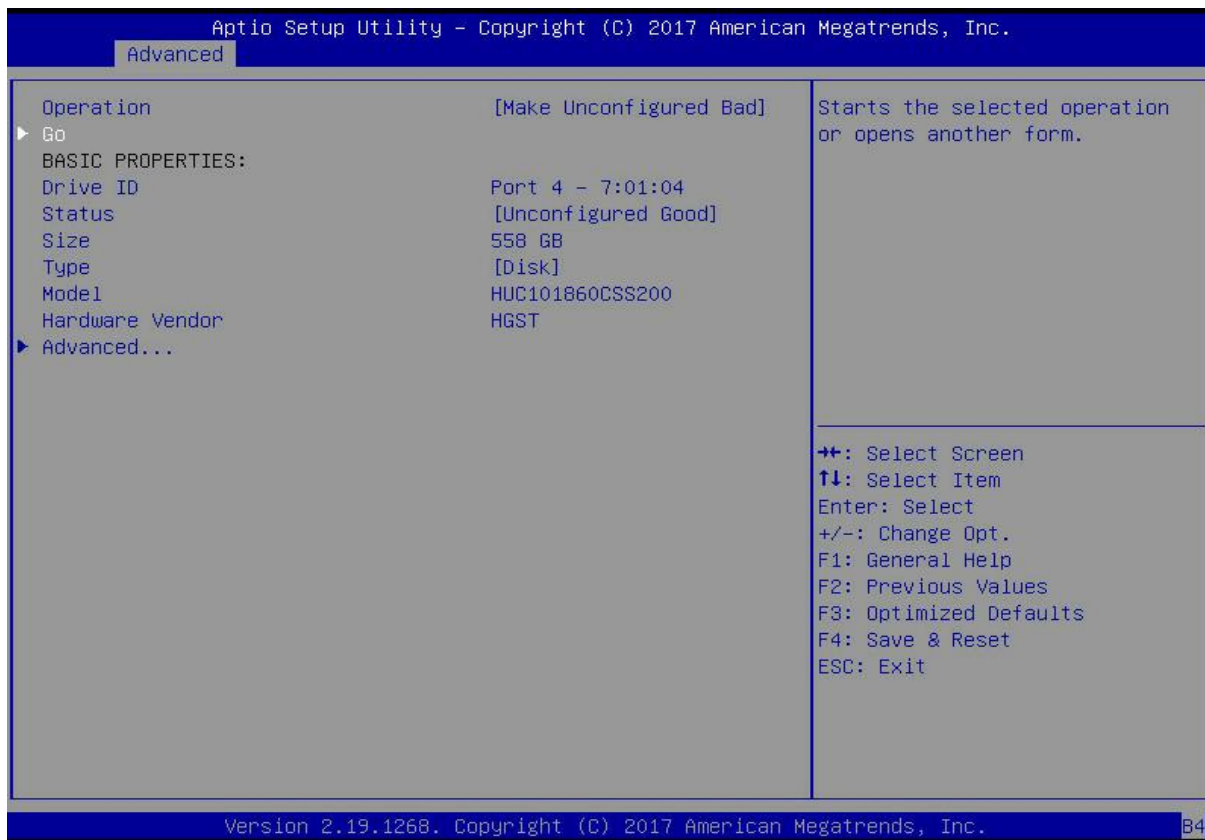 Aptio Setup Utility – Copyright (C) 2017 American Megatrends, Inc.
Advanced
Operation [Make Unconfigured Bad]
Go
BASIC PROPERTIES:
Drive ID Port 4 – 7:01:04
Status [Unconfigured Good]
Size 558 GB
Type [Disk]
Model HUC101860CSS200
Hardware Vendor HGST
Advanced...
Starts the selected operation
or opens another form.
→←: Select Screen
↑↓: Select Item
Enter: Select
+/-: Change Opt.
F1: General Help
F2: Previous Values
F3: Optimized Defaults
F4: Save & Reset
ESC: Exit
Version 2.19.1268. Copyright (C) 2017 American Megatrends, Inc.
B4